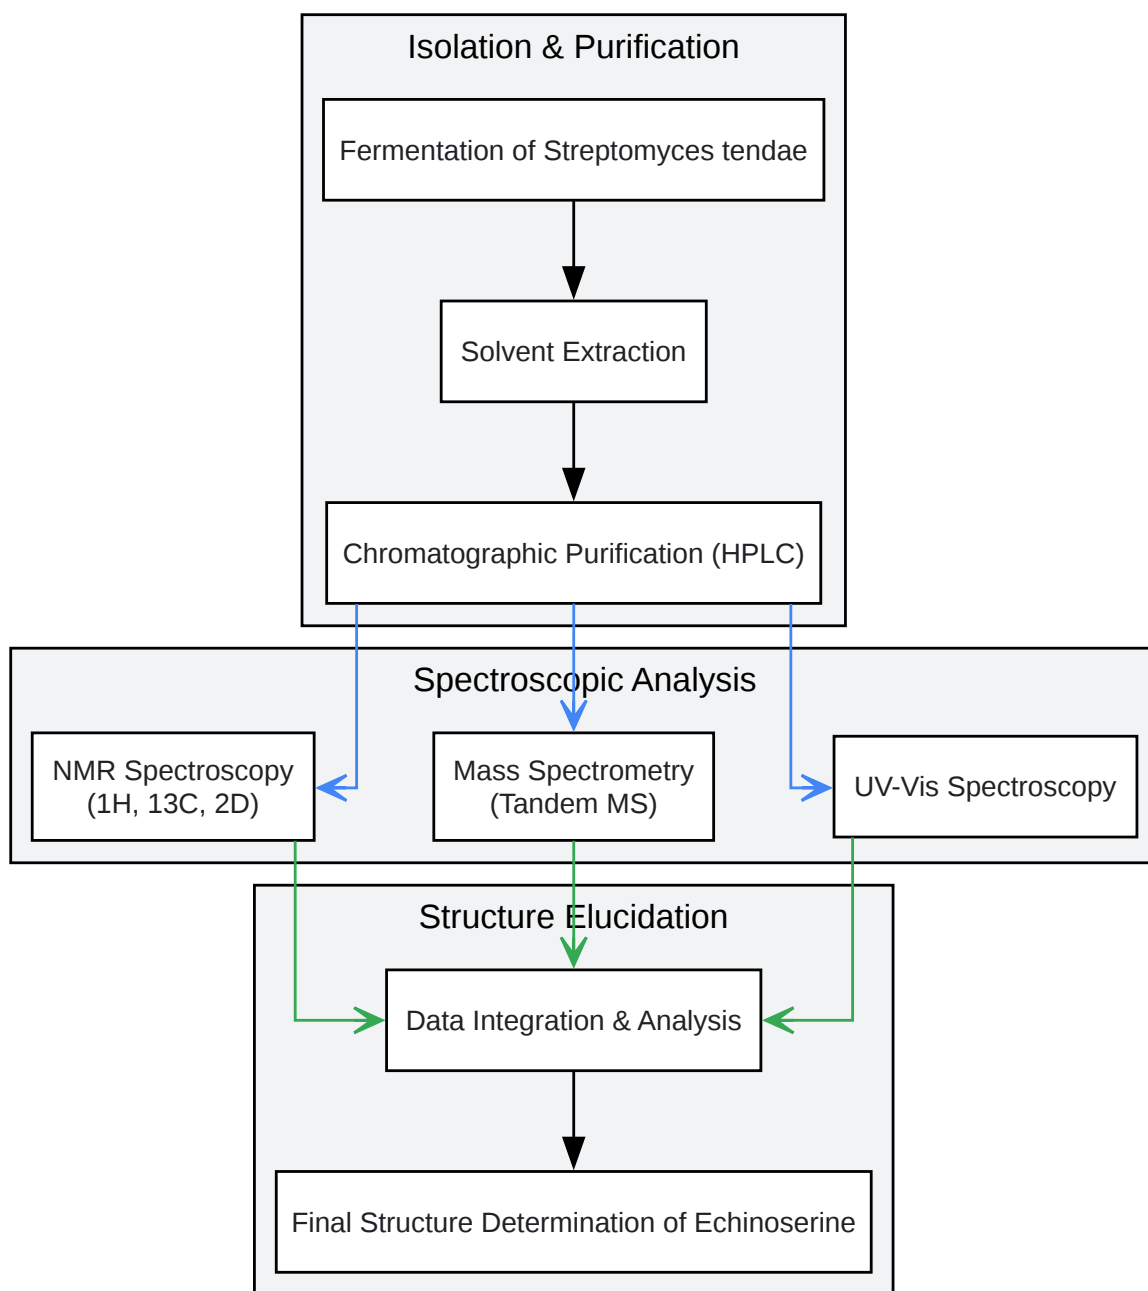 Isolation & Purification
Fermentation of Streptomyces tendae
Solvent Extraction
Chromatographic Purification (HPLC)
Spectroscopic Analysis
NMR Spectroscopy
(1H, 13C, 2D)
Mass Spectrometry
(Tandem MS)
UV-Vis Spectroscopy
Structure Elucidation
Data Integration & Analysis
Final Structure Determination of Echinoserine